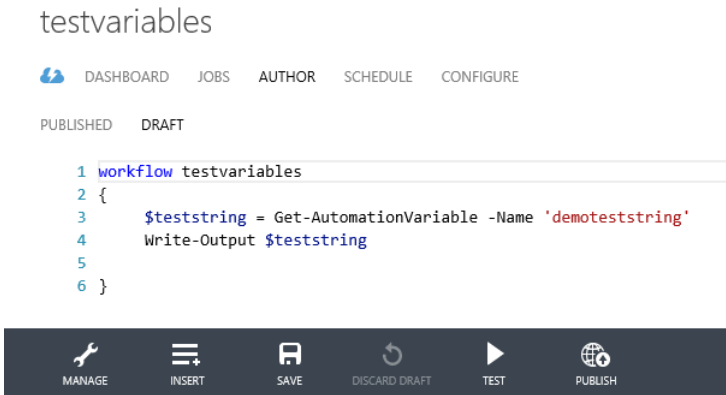 testvariables
DASHBOARD JOBS AUTHOR SCHEDULE CONFIGURE
PUBLISHED DRAFT
1 workflow testvariables
2 {
3 $teststring = Get-AutomationVariable -Name 'demoteststring'
4 Write-Output $teststring
5
6 }
MANAGE INSERT SAVE DISCARD DRAFT TEST PUBLISH